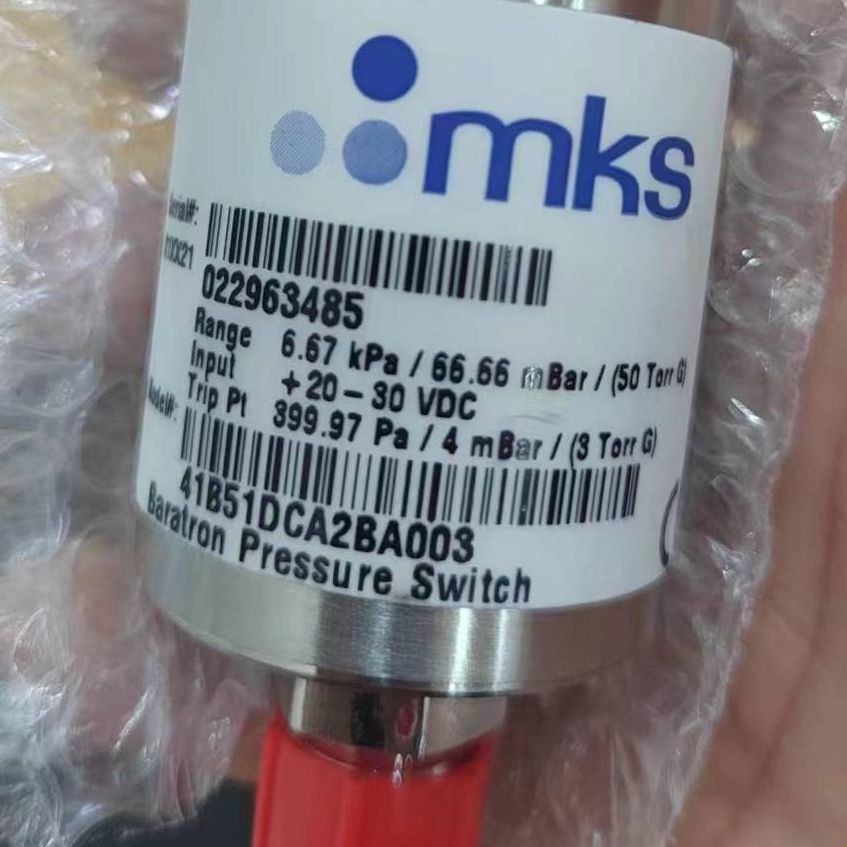 mks
Serial#:
022963485
Range 6.67 kPa / 66.66 mBar / (50 Torr G)
Input +20-30 VDC
Trip Pt 399.97 Pa / 4 mBar / (3 Torr G)
Model#:
41B51DCA2BA003
Baratron Pressure Switch